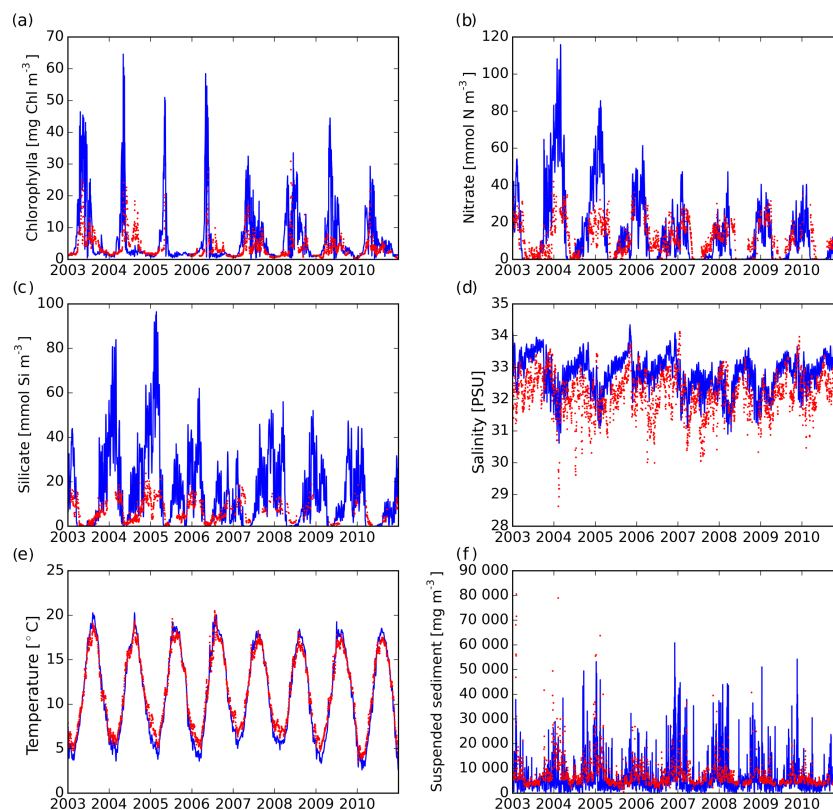 (a)
Chlorophylla [mg Chl m⁻³ ]
70
60
50
40
30
20
10
0
2003 2004 2005 2006 2007 2008 2009 2010
(b)
Nitrate [mmol N m⁻³ ]
120
100
80
60
40
20
0
2003 2004 2005 2006 2007 2008 2009 2010
(c)
Silicate [mmol Si m⁻³ ]
100
80
60
40
20
0
2003 2004 2005 2006 2007 2008 2009 2010
(d)
Salinity [PSU]
35
34
33
32
31
30
29
28
2003 2004 2005 2006 2007 2008 2009 2010
(e)
Temperature [ ° C]
25
20
15
10
5
0
2003 2004 2005 2006 2007 2008 2009 2010
(f)
Suspended sediment [mg m⁻³ ]
90 000
80 000
70 000
60 000
50 000
40 000
30 000
20 000
10 000
0
2003 2004 2005 2006 2007 2008 2009 2010